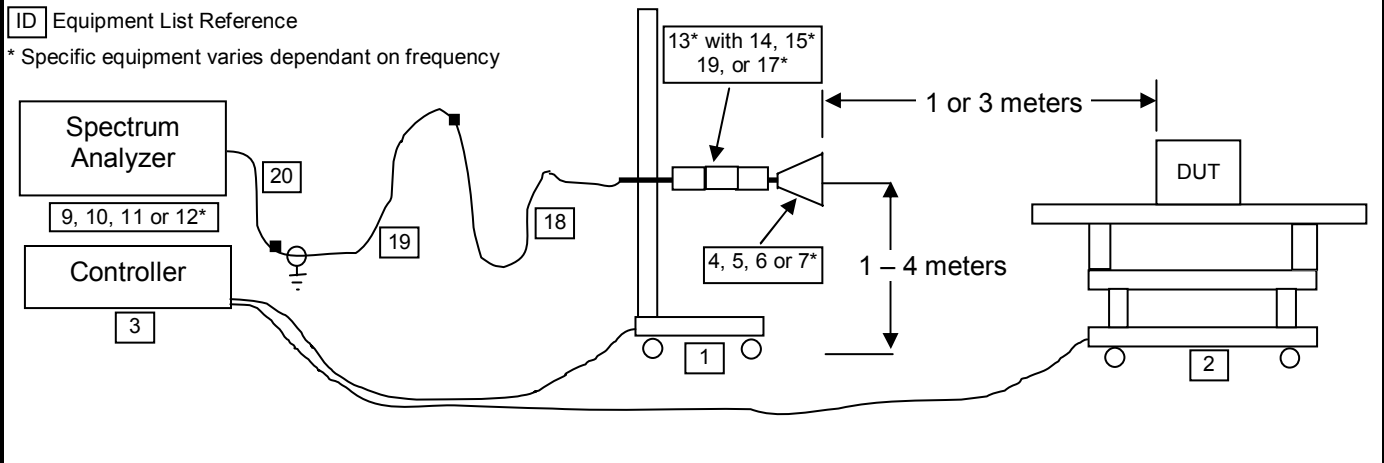 ID Equipment List Reference
* Specific equipment varies dependant on frequency
13* with 14, 15*
19, or 17*
1 or 3 meters
Spectrum
Analyzer
DUT
20
9, 10, 11 or 12*
19
18
4, 5, 6 or 7*
1 – 4 meters
Controller
3
1
2